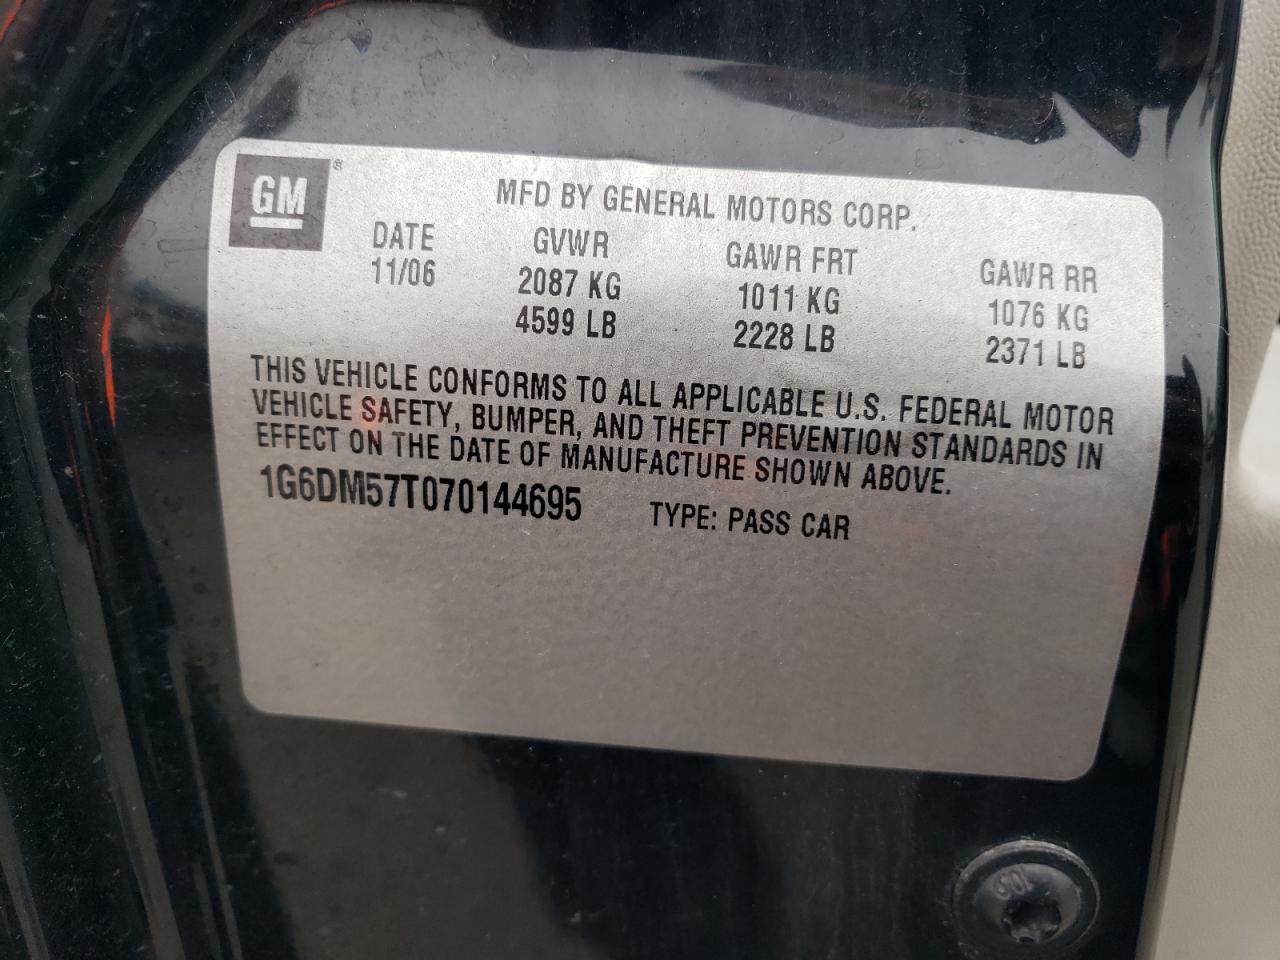 GM ®
MFD BY GENERAL MOTORS CORP.
DATE GVWR GAWR FRT GAWR RR
11/06 2087 KG 1011 KG 1076 KG
4599 LB 2228 LB 2371 LB
THIS VEHICLE CONFORMS TO ALL APPLICABLE U.S. FEDERAL MOTOR
VEHICLE SAFETY, BUMPER, AND THEFT PREVENTION STANDARDS IN
EFFECT ON THE DATE OF MANUFACTURE SHOWN ABOVE.
1G6DM57T070144695 TYPE: PASS CAR